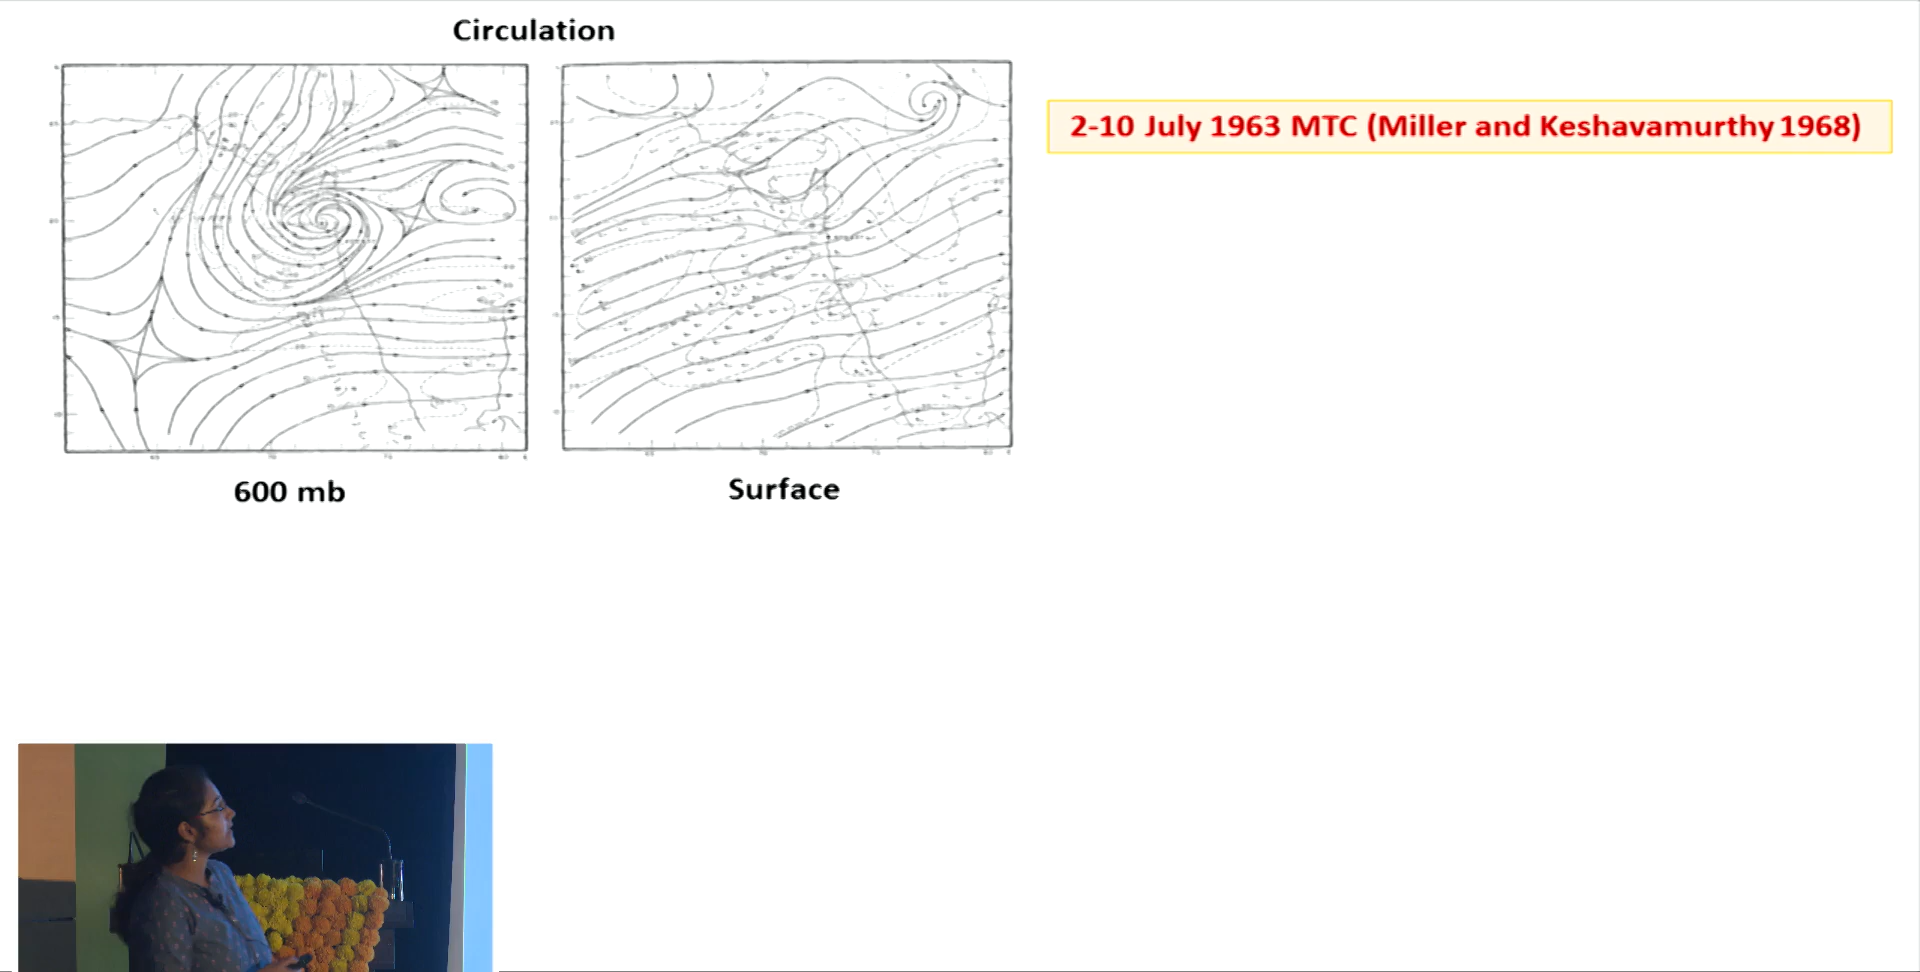 Circulation
2-10 July 1963 MTC (Miller and Keshavamurthy 1968)
600 mb
Surface